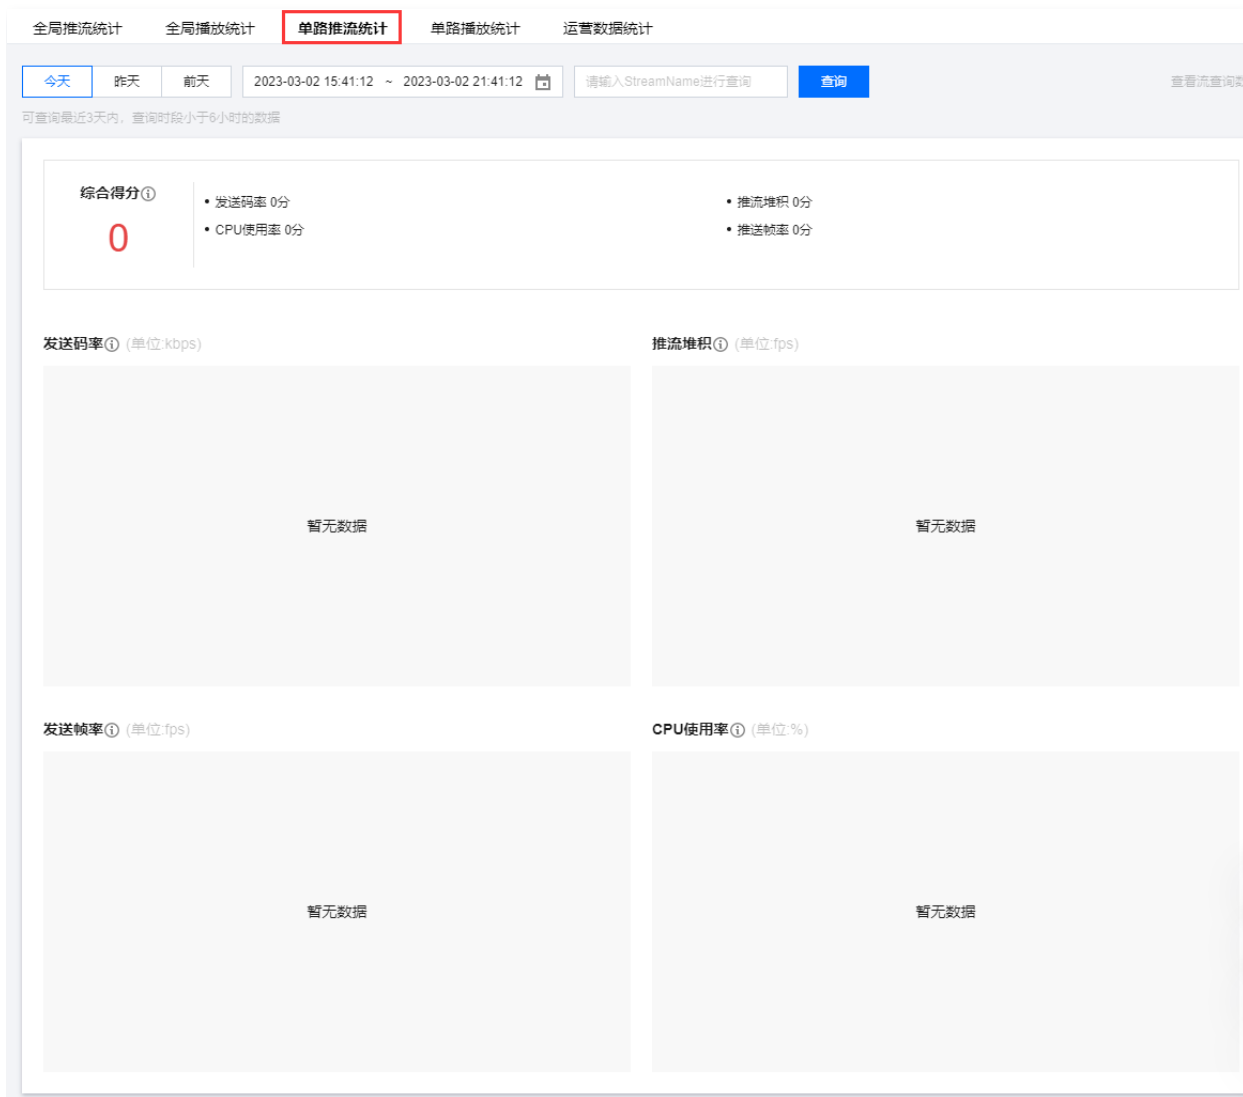 全局推流统计 全局播放统计 单路推流统计 单路播放统计 运营数据统计
今天 昨天 前天 2023-03-02 15:41:12 ~ 2023-03-02 21:41:12 请输入StreamName进行查询 查询 查看流查询数
可查询最近3天内，查询时段小于6小时的数据
综合得分
0
• 发送码率 0分 • 推流堆积 0分
• CPU使用率 0分 • 推送帧率 0分
发送码率 (单位:kbps) 推流堆积 (单位:fps)
暂无数据 暂无数据
发送帧率 (单位:fps) CPU使用率 (单位:%)
暂无数据 暂无数据